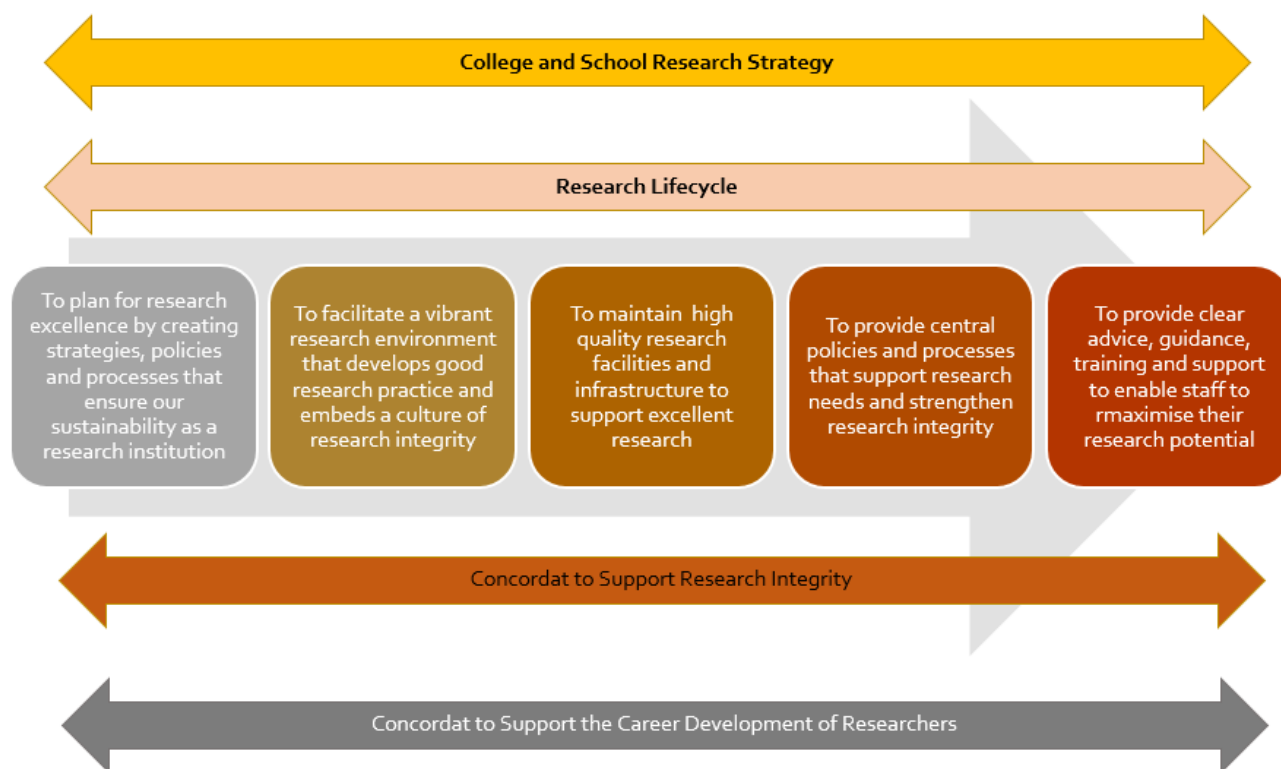 College and School Research Strategy
Research Lifecycle
To plan for research
excellence by creating
strategies, policies
and processes that
ensure our
sustainability as a
research institution
To facilitate a vibrant
research environment
that develops good
research practice and
embeds a culture of
research integrity
To maintain high
quality research
facilities and
infrastructure to
support excellent
research
To provide central
policies and processes
that support research
needs and strengthen
research integrity
To provide clear
advice, guidance,
training and support
to enable staff to
rmaximise their
research potential
Concordat to Support Research Integrity
Concordat to Support the Career Development of Researchers